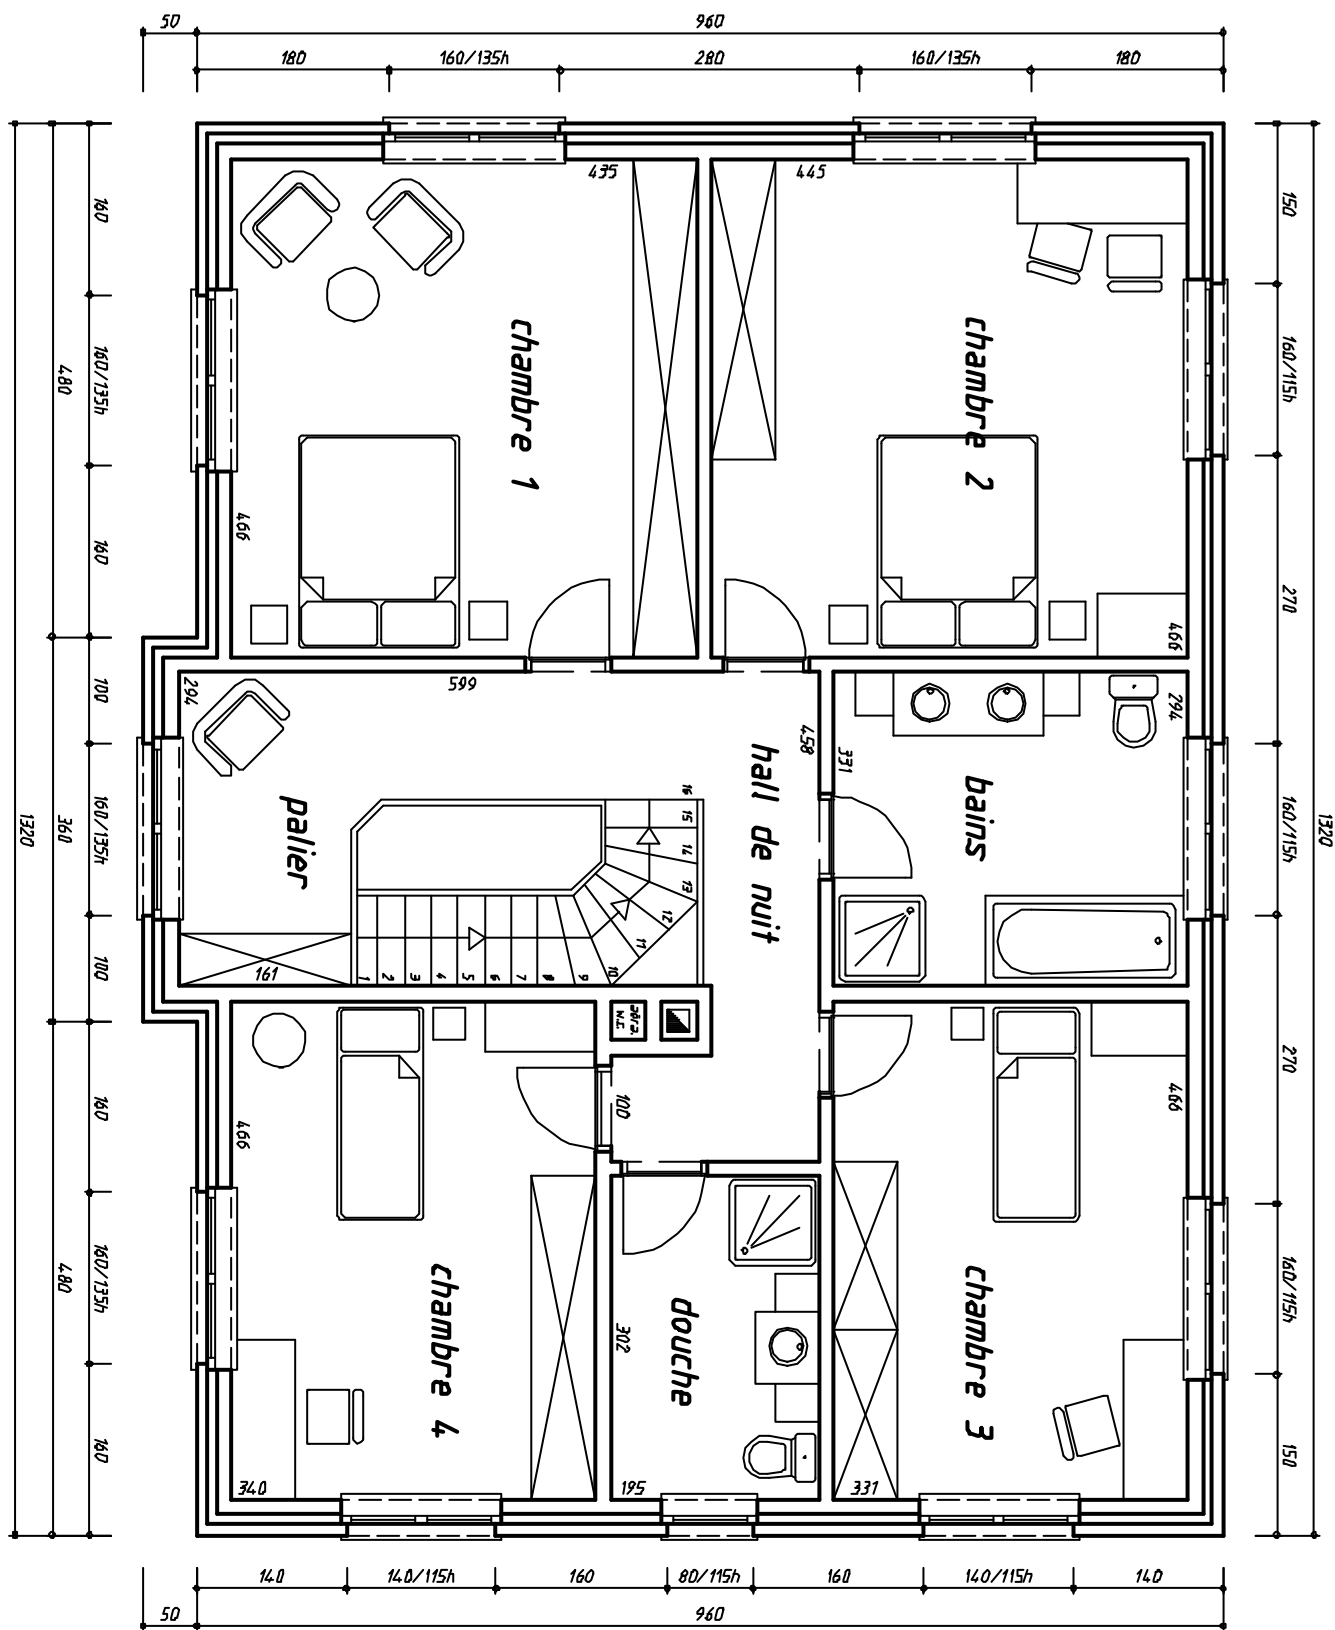 50
960
180
160/135h
280
160/135h
180
435
445
160
160/135h
160
100
160/135h
100
160
160/135h
160
480
360
480
1320
150
160/115h
270
160/115h
270
160/115h
150
1320
chambre 1
chambre 2
466
466
599
294
458
331
294
hall de nuit
bains
palier
161
1
2
3
4
5
6
7
8
9
10
11
12
13
14
15
16
aéra.
w.c.
100
466
466
chambre 4
douche
chambre 3
302
340
195
331
140
140/115h
160
80/115h
160
140/115h
140
50
960